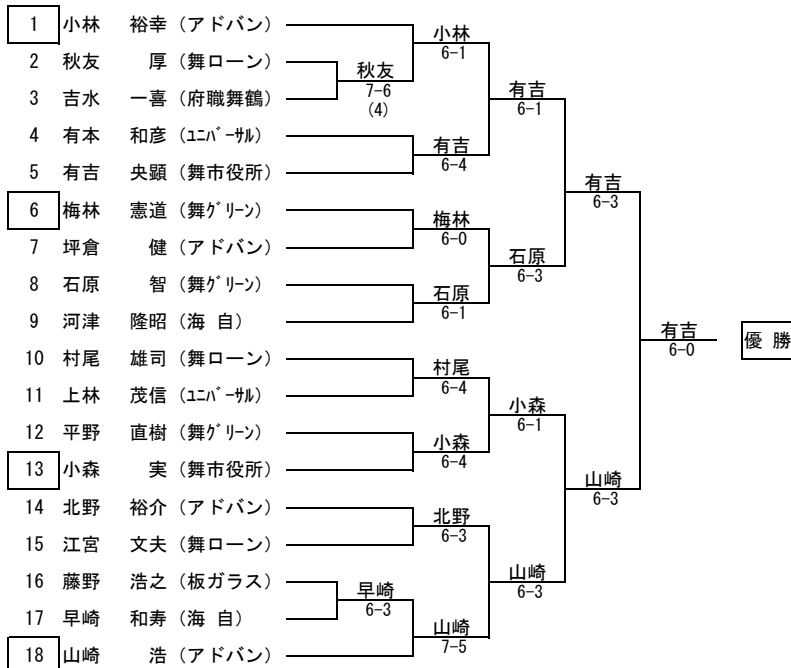 1 小林 裕幸 (アドバン)
小林
6-1
2 秋友 厚 (舞ローン)
秋友
7-6
(4)
3 吉水 一喜 (府職舞鶴)
有吉
6-1
4 有本 和彦 (ﾕﾆﾊﾞｰｻﾙ)
有吉
6-4
5 有吉 央顕 (舞市役所)
有吉
6-3
6 梅林 憲道 (舞ｸﾞﾘｰﾝ)
梅林
6-0
7 坪倉 健 (アドバン)
石原
6-3
8 石原 智 (舞ｸﾞﾘｰﾝ)
石原
6-1
9 河津 隆昭 (海 自)
有吉
6-0
優 勝
10 村尾 雄司 (舞ローン)
村尾
6-4
11 上林 茂信 (ﾕﾆﾊﾞｰｻﾙ)
小森
6-1
12 平野 直樹 (舞ｸﾞﾘｰﾝ)
小森
6-4
13 小森 実 (舞市役所)
山崎
6-3
14 北野 裕介 (アドバン)
北野
6-3
15 江宮 文夫 (舞ローン)
山崎
6-3
16 藤野 浩之 (板ガラス)
早崎
6-3
17 早崎 和寿 (海 自)
山崎
7-5
18 山崎 浩 (アドバン)